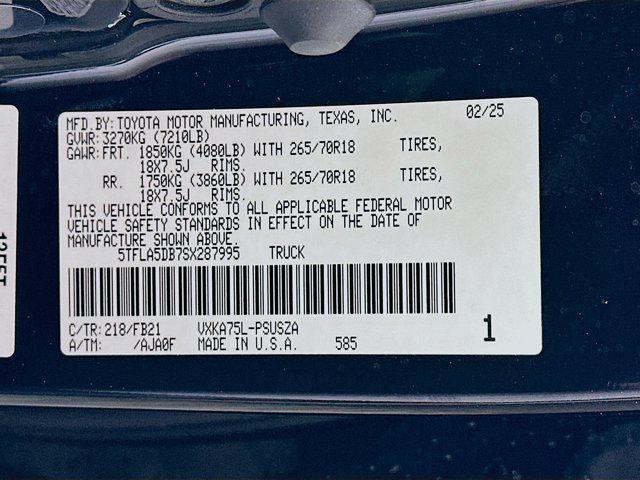 MFD.BY:TOYOTA MOTOR MANUFACTURING, TEXAS, INC. 02/25
GVWR:3270KG (7210LB)
GAWR:FRT. 1850KG (4080LB) WITH 265/70R18 TIRES,
18X7.5J RIMS.
RR. 1750KG (3860LB) WITH 265/70R18 TIRES,
18X7.5J RIMS.
THIS VEHICLE CONFORMS TO ALL APPLICABLE FEDERAL MOTOR
VEHICLE SAFETY STANDARDS IN EFFECT ON THE DATE OF
MANUFACTURE SHOWN ABOVE.
5TFLA5DB7SX287995 TRUCK
C/TR:218/FB21 VXKA75L-PSUSZA 1
A/TM: /AJA0F MADE IN U.S.A. 585